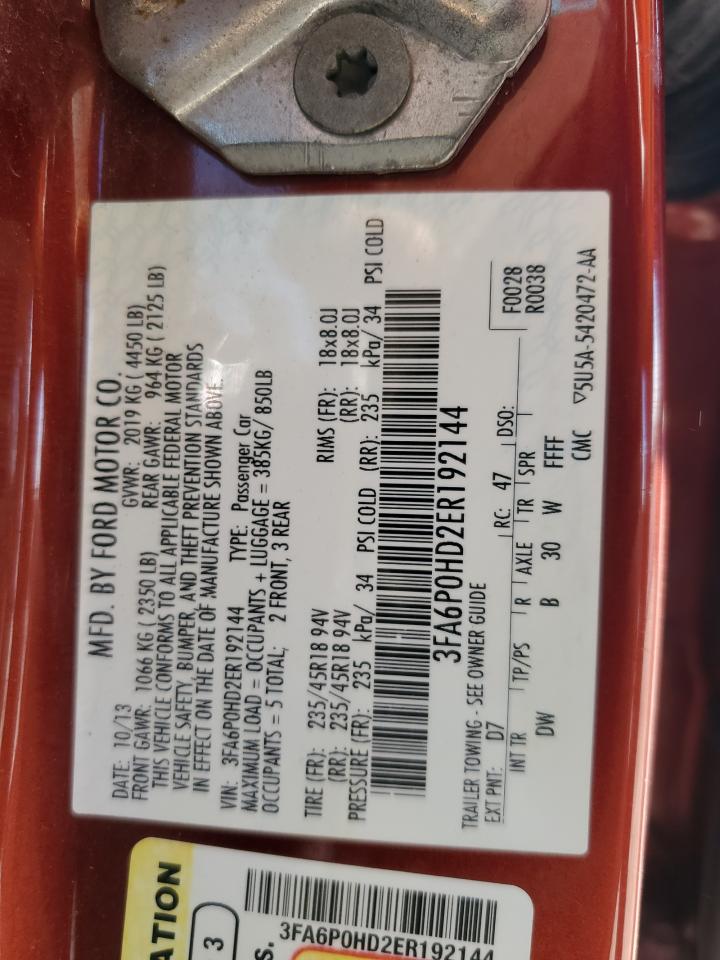 MFD. BY FORD MOTOR CO.
DATE: 10/13 GVWR: 2019 KG ( 4450 LB)
FRONT GAWR: 1066 KG ( 2350 LB) REAR GAWR: 964 KG ( 2125 LB)
THIS VEHICLE CONFORMS TO ALL APPLICABLE FEDERAL MOTOR
VEHICLE SAFETY, BUMPER, AND THEFT PREVENTION STANDARDS
IN EFFECT ON THE DATE OF MANUFACTURE SHOWN ABOVE.
VIN: 3FA6P0HD2ER192144 TYPE: Passenger Car
MAXIMUM LOAD = OCCUPANTS + LUGGAGE = 385KG/ 850LB
OCCUPANTS = 5 TOTAL; 2 FRONT, 3 REAR
TIRE (FR): 235/45R18 94V RIMS (FR): 18x8.0J
(RR): 235/45R18 94V (RR): 18x8.0J
PRESSURE (FR): 235 kPa/ 34 PSI COLD (RR): 235 kPa/ 34 PSI COLD
3FA6P0HD2ER192144
TRAILER TOWING - SEE OWNER GUIDE
EXT PNT: D7 RC: 47 DSO: F0028
R0038
INT TR TP/PS R AXLE TR SPR
DW B 30 W FFFF
CMC ▽5U5A-5420472-AA
ATION
3
S.
3FA6P0HD2ER192144